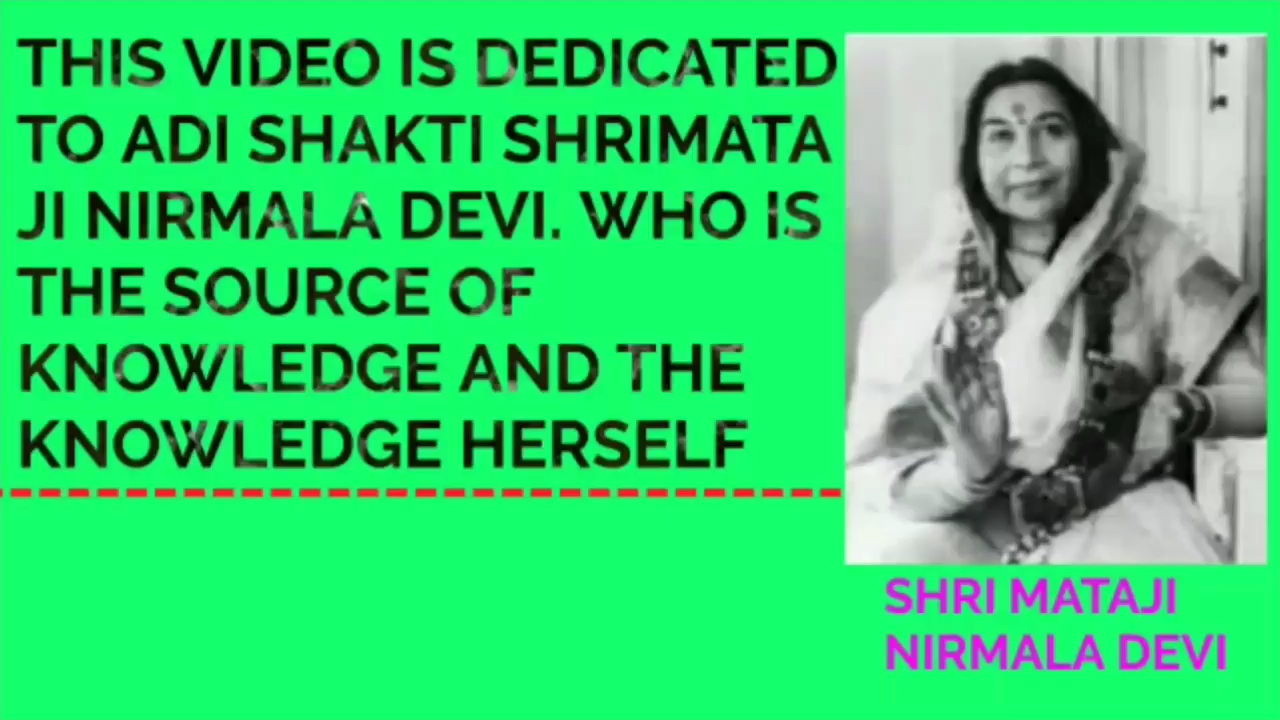 THIS VIDEO IS DEDICATED
TO ADI SHAKTI SHRIMATA
JI NIRMALA DEVI. WHO IS
THE SOURCE OF
KNOWLEDGE AND THE
KNOWLEDGE HERSELF
SHRI MATAJI
NIRMALA DEVI